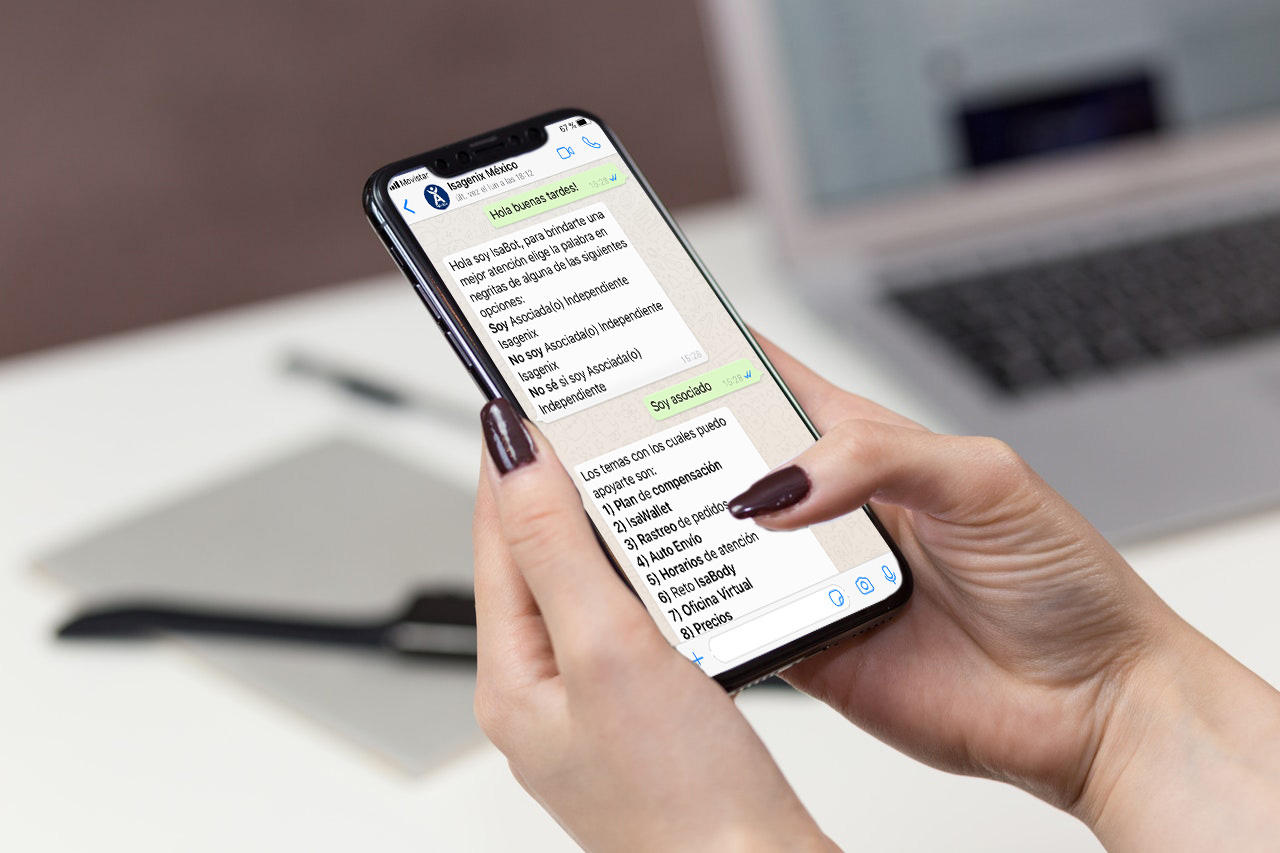 Movistar
67 %
Isagenix México
últ. vez el lun a las 18:12
Hola buenas tardes! 15:28
Hola soy IsaBot, para brindarte una
mejor atención elige la palabra en
negritas de alguna de las siguientes
opciones:
Soy Asociada(o) Independiente
Isagenix
No soy Asociada(o) Independiente
Isagenix
No sé si soy Asociada(o)
Independiente
15:28
Soy asociado 15:28
Los temas con los cuales puedo
apoyarte son:
1) Plan de compensación
2) IsaWallet
3) Rastreo de pedidos
4) Auto Envío
5) Horarios de atención
6) Reto IsaBody
7) Oficina Virtual
8) Precios